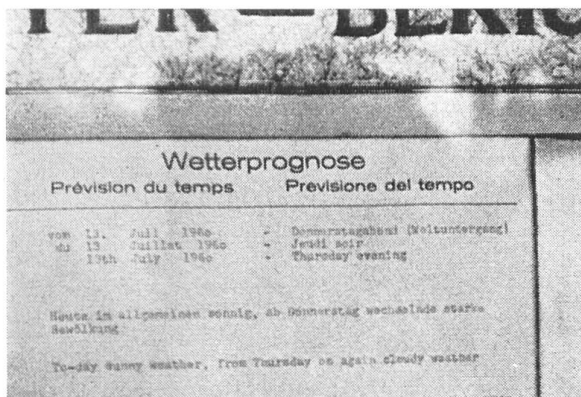 TER — BERIC
Wetterprognose
Prévision du temps Previsione del tempo
vom 13. Juli 1960 - Donnerstagabend (Weltuntergang)
du 13 Juillet 1960 - Jeudi soir
13th July 1960 - Thursday evening
Heute im allgemeinen sonnig, ab Donnerstag wechselnde starke
Bewölkung
To-day sunny weather, from Thursday on again cloudy weather